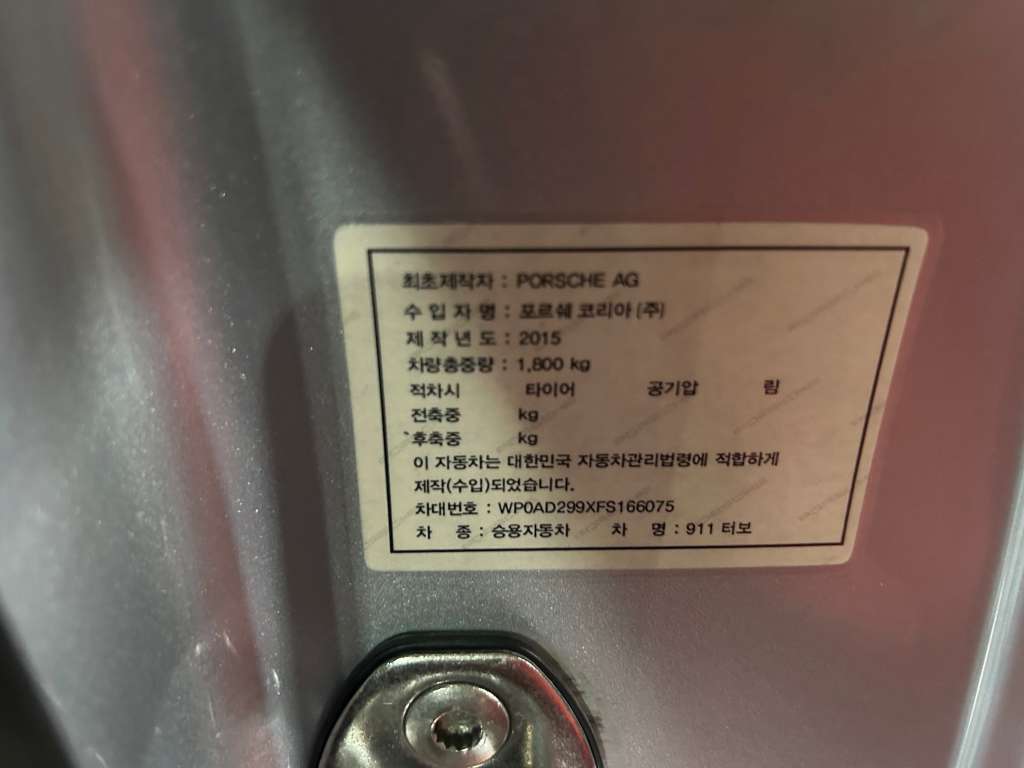 최초제작자 : PORSCHE AG
수 입 자 명 : 포르쉐 코리아 (주)
제 작 년 도 : 2015
차량총중량 : 1,800 kg
적차시 타이어 공기압 림
전축중 kg
후축중 kg
이 자동차는 대한민국 자동차관리법령에 적합하게
제작(수입)되었습니다.
차대번호 : WP0AD299XFS166075
차 종 : 승용자동차 차 명 : 911 터보